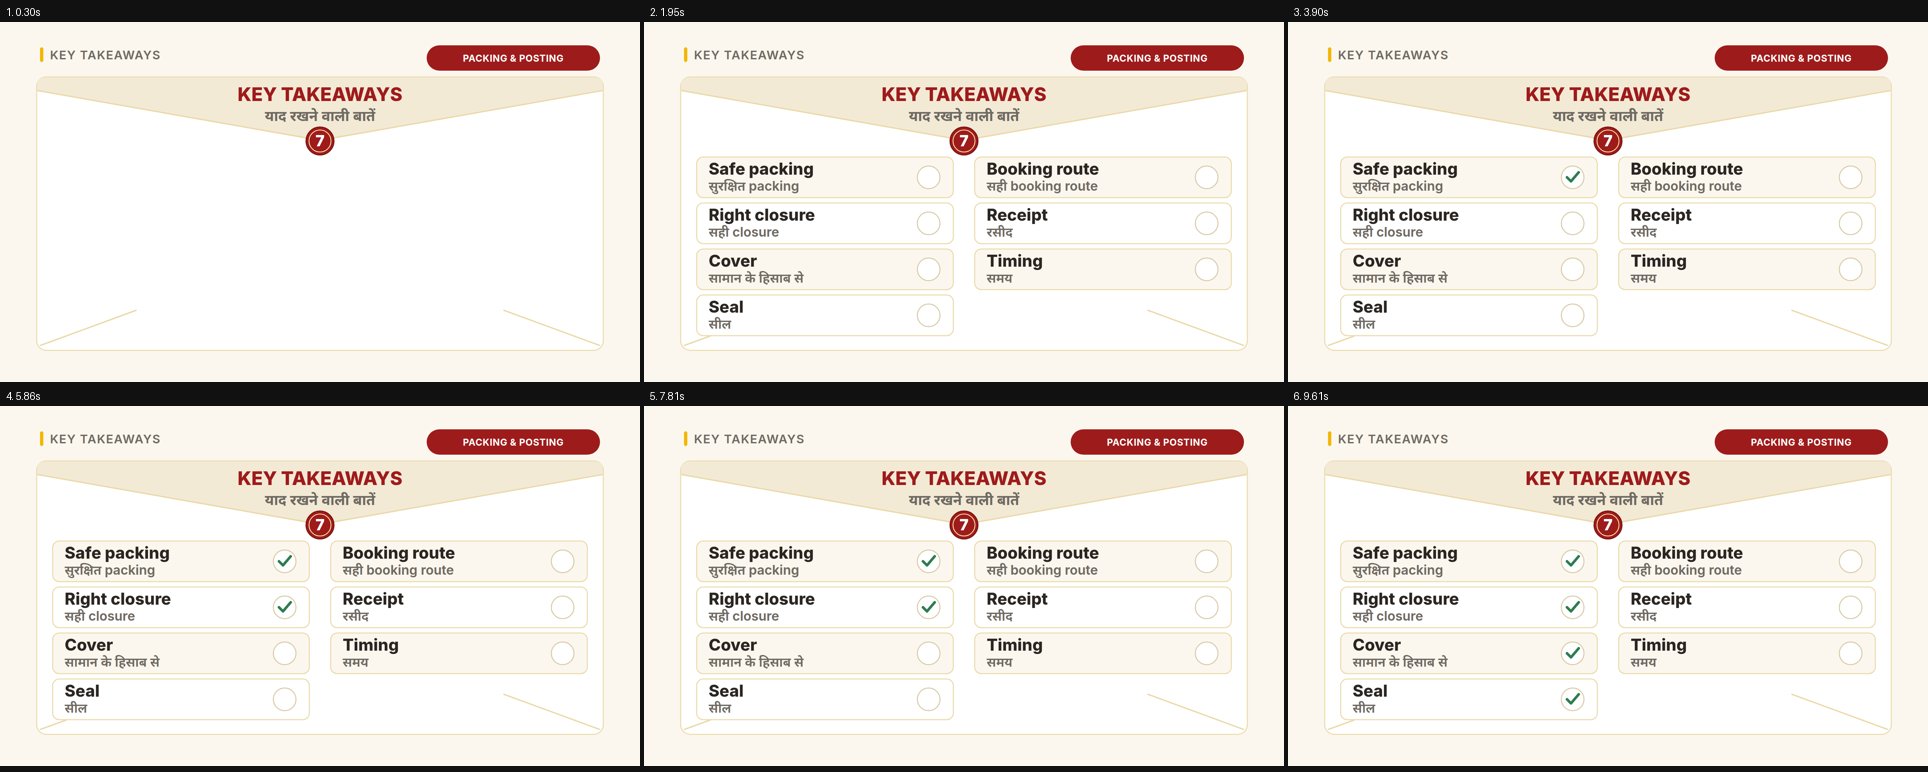 1. 0.30s
KEY TAKEAWAYS
PACKING & POSTING
KEY TAKEAWAYS
याद रखने वाली बातें
7
2. 1.95s
KEY TAKEAWAYS
PACKING & POSTING
KEY TAKEAWAYS
याद रखने वाली बातें
7
Safe packing
सुरक्षित packing
Right closure
सही closure
Cover
सामान के हिसाब से
Seal
सील
Booking route
सही booking route
Receipt
रसीद
Timing
समय
3. 3.90s
KEY TAKEAWAYS
PACKING & POSTING
KEY TAKEAWAYS
याद रखने वाली बातें
7
Safe packing
सुरक्षित packing
Right closure
सही closure
Cover
सामान के हिसाब से
Seal
सील
Booking route
सही booking route
Receipt
रसीद
Timing
समय
4. 5.86s
KEY TAKEAWAYS
PACKING & POSTING
KEY TAKEAWAYS
याद रखने वाली बातें
7
Safe packing
सुरक्षित packing
Right closure
सही closure
Cover
सामान के हिसाब से
Seal
सील
Booking route
सही booking route
Receipt
रसीद
Timing
समय
5. 7.81s
KEY TAKEAWAYS
PACKING & POSTING
KEY TAKEAWAYS
याद रखने वाली बातें
7
Safe packing
सुरक्षित packing
Right closure
सही closure
Cover
सामान के हिसाब से
Seal
सील
Booking route
सही booking route
Receipt
रसीद
Timing
समय
6. 9.61s
KEY TAKEAWAYS
PACKING & POSTING
KEY TAKEAWAYS
याद रखने वाली बातें
7
Safe packing
सुरक्षित packing
Right closure
सही closure
Cover
सामान के हिसाब से
Seal
सील
Booking route
सही booking route
Receipt
रसीद
Timing
समय